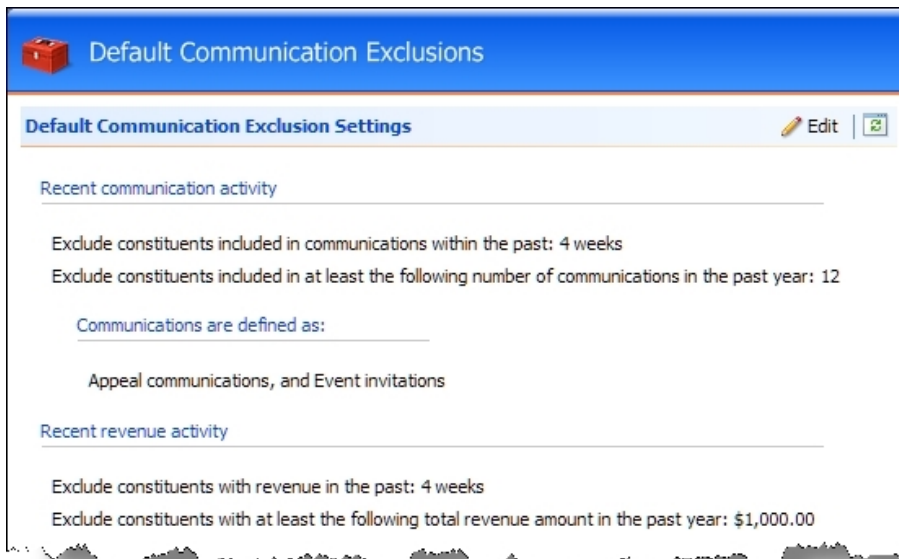 Default Communication Exclusions
Default Communication Exclusion Settings Edit
Recent communication activity
Exclude constituents included in communications within the past: 4 weeks
Exclude constituents included in at least the following number of communications in the past year: 12
Communications are defined as:
Appeal communications, and Event invitations
Recent revenue activity
Exclude constituents with revenue in the past: 4 weeks
Exclude constituents with at least the following total revenue amount in the past year: $1,000.00